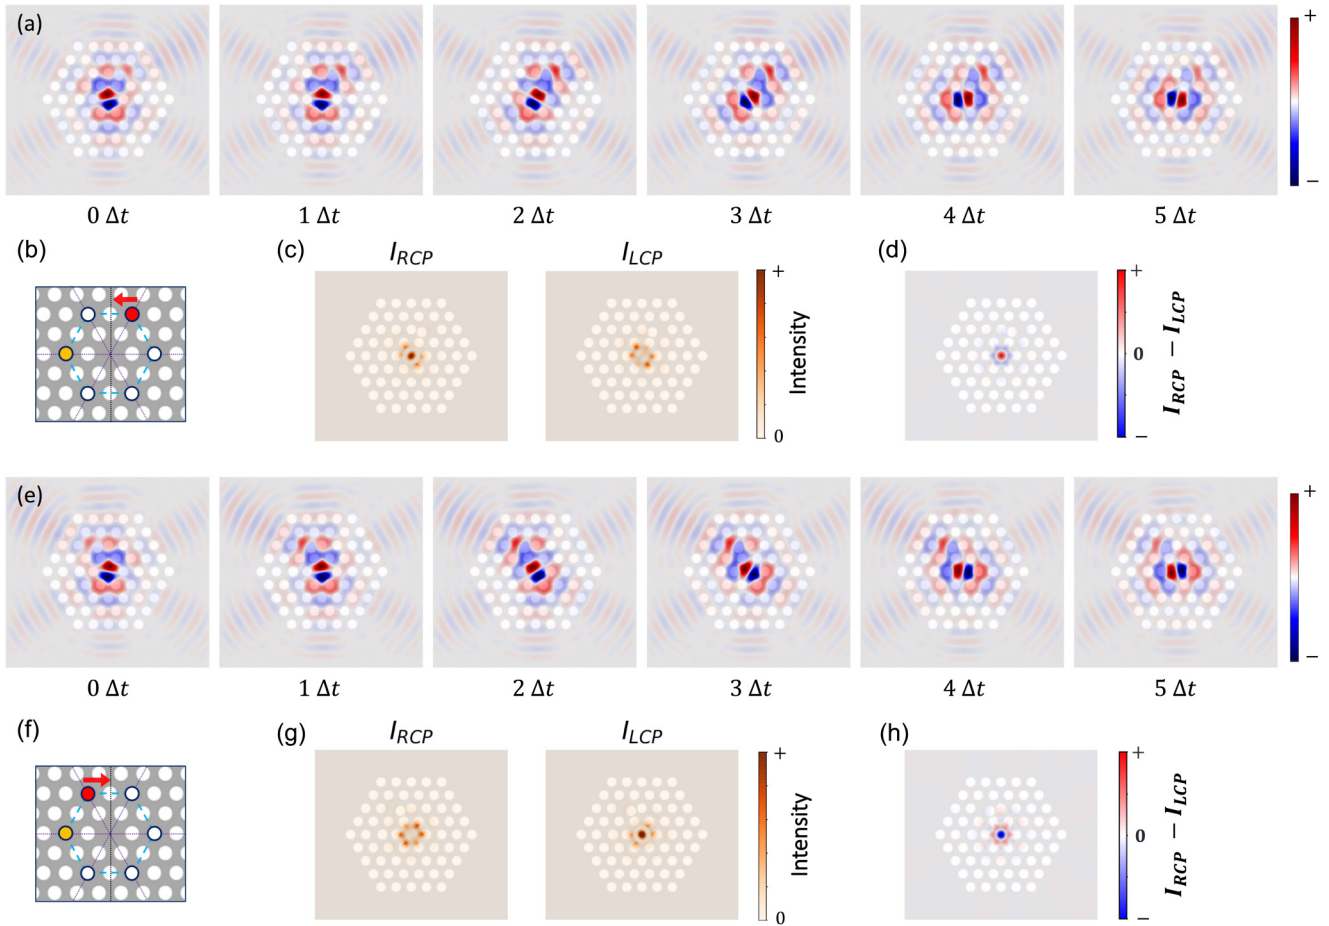 (a)
+
−
0 Δt
1 Δt
2 Δt
3 Δt
4 Δt
5 Δt
(b)
(c)
I_RCP
I_LCP
+
Intensity
0
(d)
+
0
−
I_RCP − I_LCP
(e)
+
−
0 Δt
1 Δt
2 Δt
3 Δt
4 Δt
5 Δt
(f)
(g)
I_RCP
I_LCP
+
Intensity
0
(h)
+
0
−
I_RCP − I_LCP